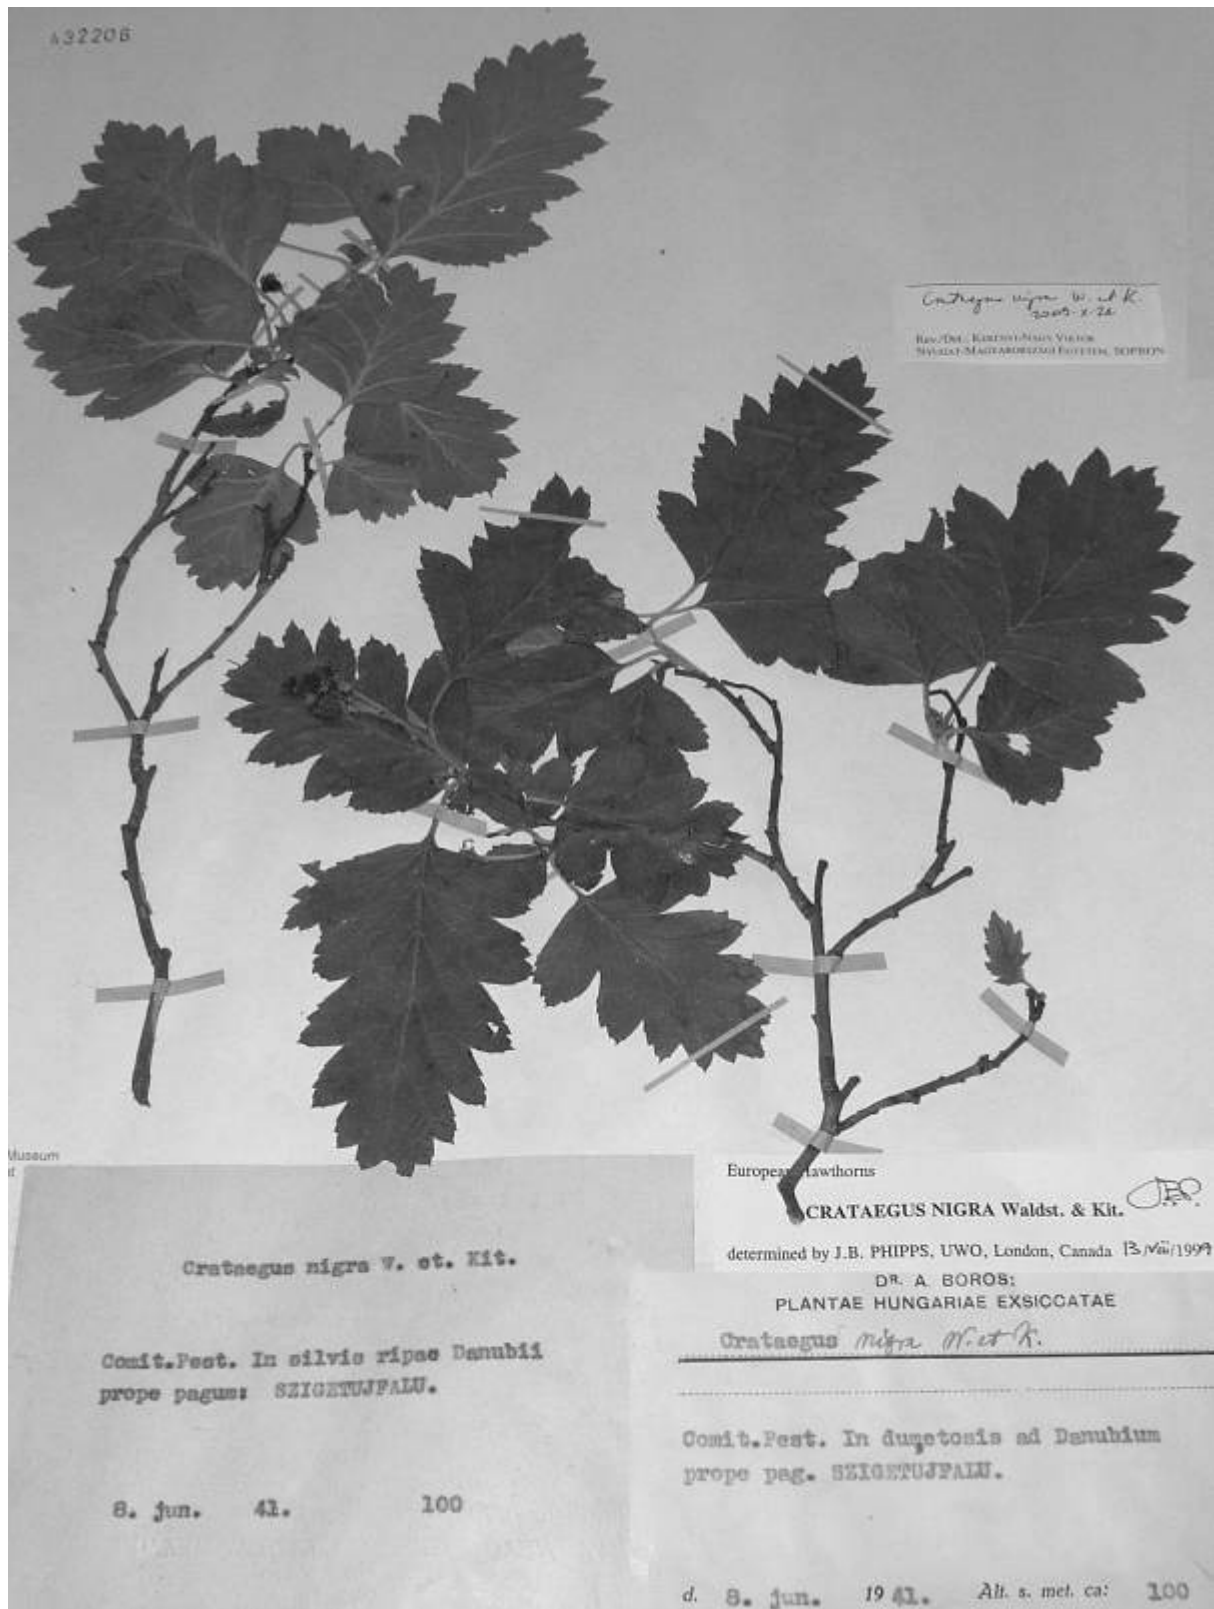 432208
Crataegus nigra W. et K.
2009-X-22
Rev./Det.: Kerényi-Nagy Viktor
Nyugat-Magyarországi Egyetem, SOPRON
Museum
European Hawthorns
CRATAEGUS NIGRA Waldst. & Kit.
determined by J.B. PHIPPS, UWO, London, Canada 13/VIII/1999
Crataegus nigra W. et. Kit.
Comit.Pest. In silvis ripae Danubii
prope pagum: SZIGETUJFALU.
8. jun. 41. 100
DR. A. BOROS:
PLANTAE HUNGARIAE EXSICCATAE
Crataegus nigra W. et K.
Comit.Pest. In dumetosis ad Danubium
prope pag. SZIGETUJFALU.
d. 8. jun. 1941. Alt. s. met. ca: 100